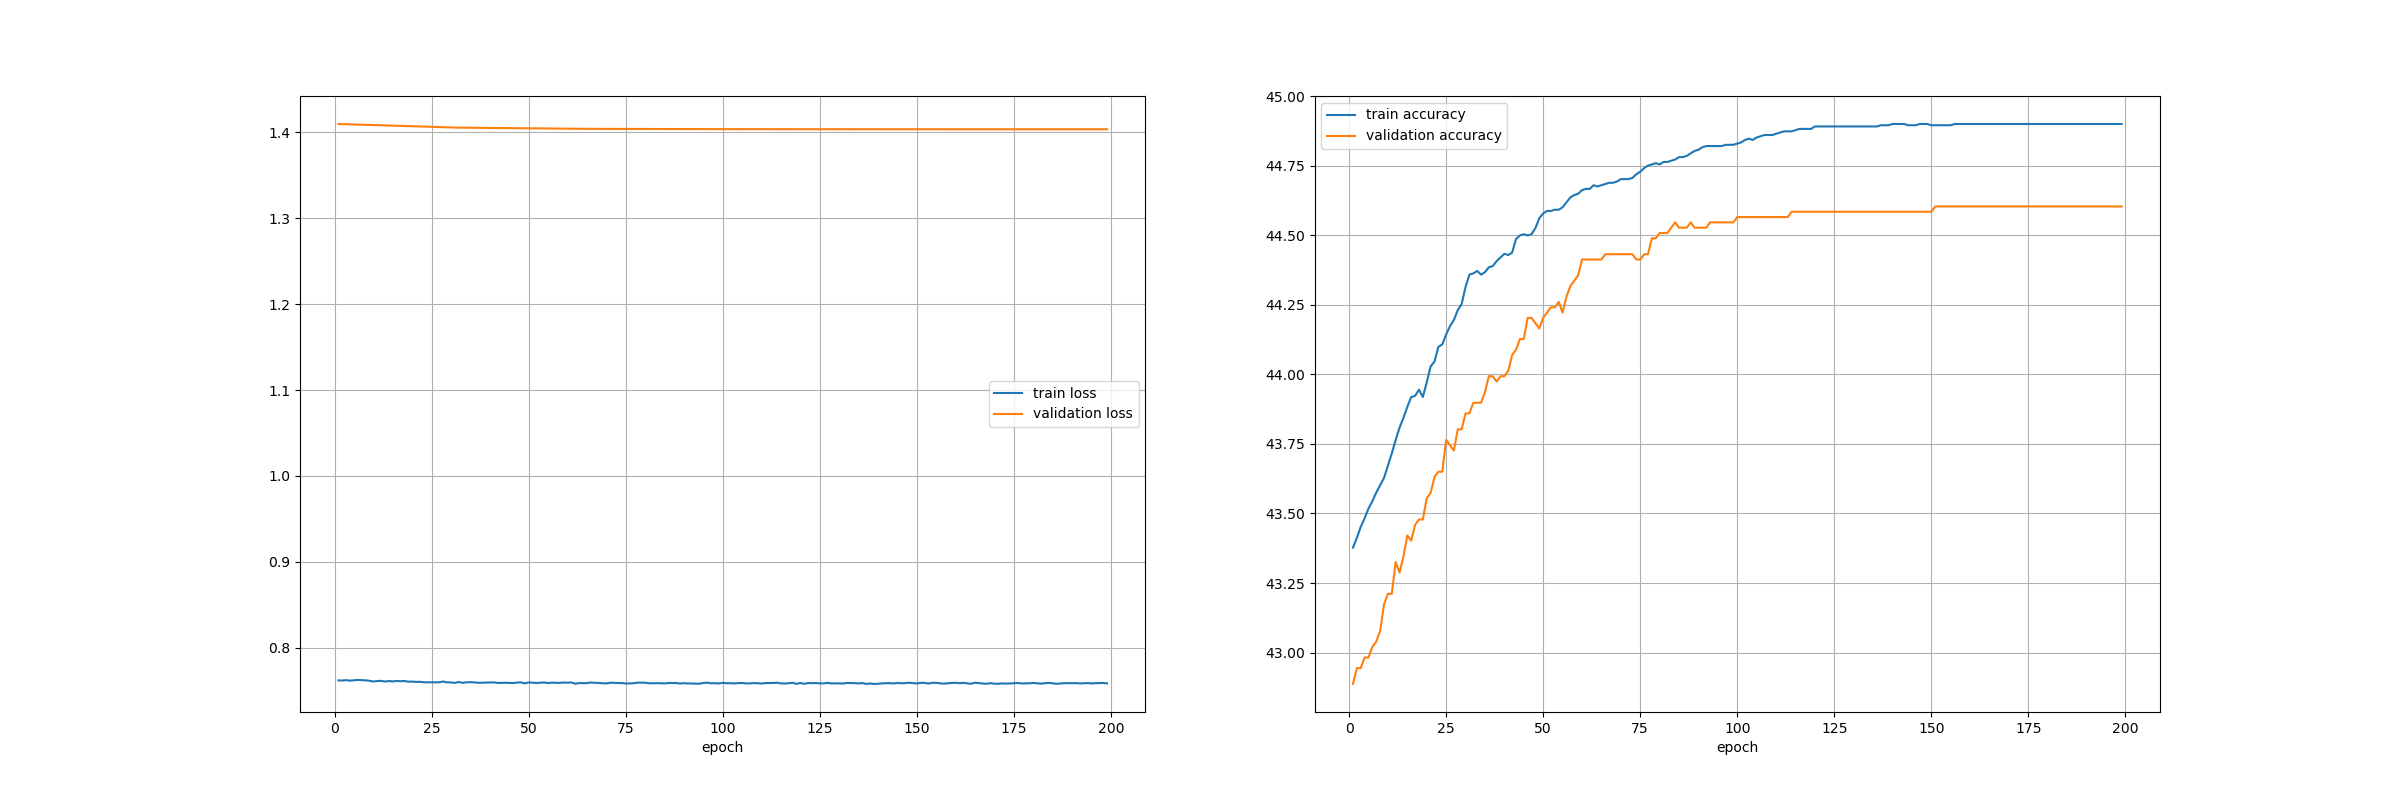 1.4
1.3
1.2
1.1
1.0
0.9
0.8
train loss
validation loss
0 25 50 75 100 125 150 175 200
epoch
45.00
44.75
44.50
44.25
44.00
43.75
43.50
43.25
43.00
train accuracy
validation accuracy
0 25 50 75 100 125 150 175 200
epoch